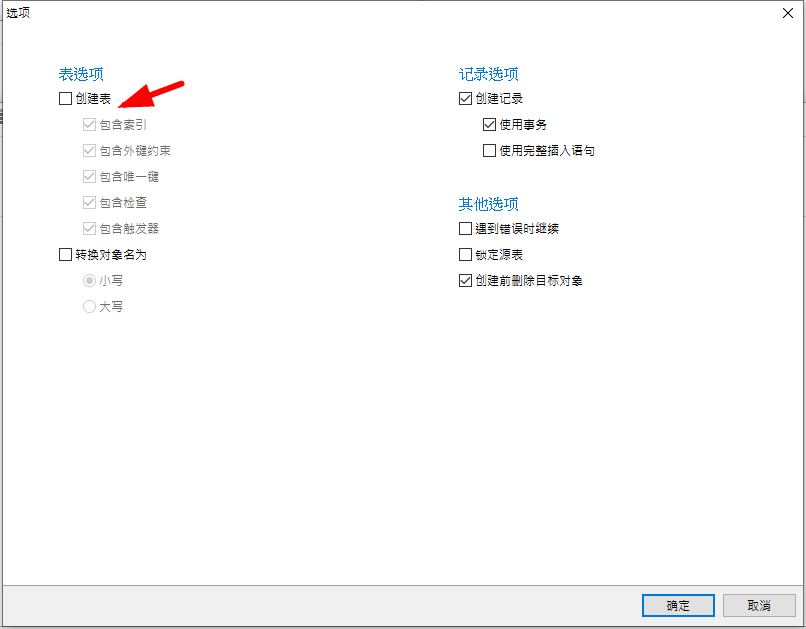 选项
表选项
创建表
包含索引
包含外键约束
包含唯一键
包含检查
包含触发器
转换对象名为
小写
大写
记录选项
创建记录
使用事务
使用完整插入语句
其他选项
遇到错误时继续
锁定源表
创建前删除目标对象
确定
取消